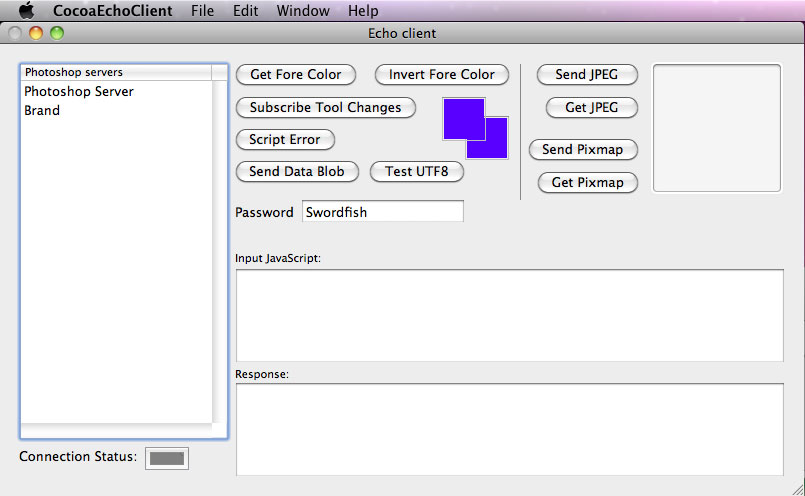 CocoaEchoClient File Edit Window Help
Echo client
Photoshop servers
Photoshop Server
Brand
Connection Status:
Get Fore Color Invert Fore Color
Subscribe Tool Changes
Script Error
Send Data Blob Test UTF8
Send JPEG
Get JPEG
Send Pixmap
Get Pixmap
Password Swordfish
Input JavaScript:
Response: